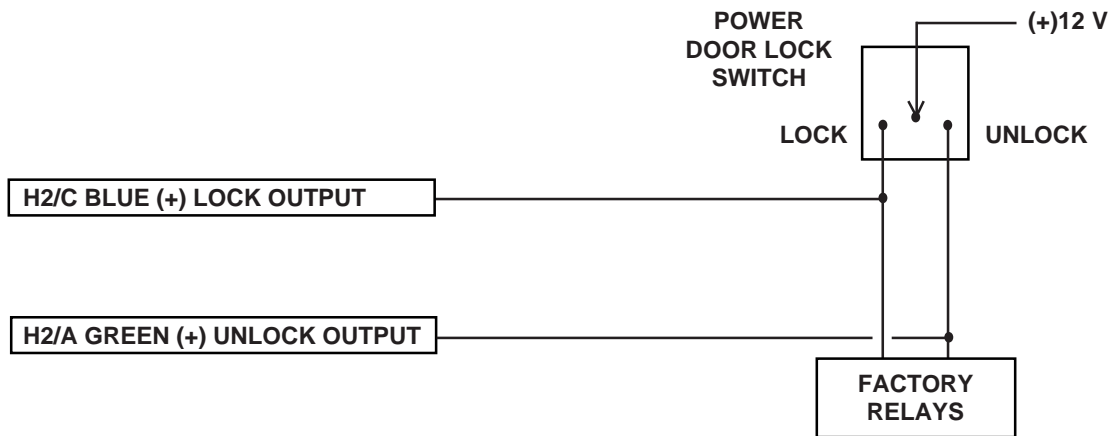 POWER
DOOR LOCK
SWITCH
(+)12 V
LOCK
UNLOCK
H2/C BLUE (+) LOCK OUTPUT
H2/A GREEN (+) UNLOCK OUTPUT
FACTORY
RELAYS